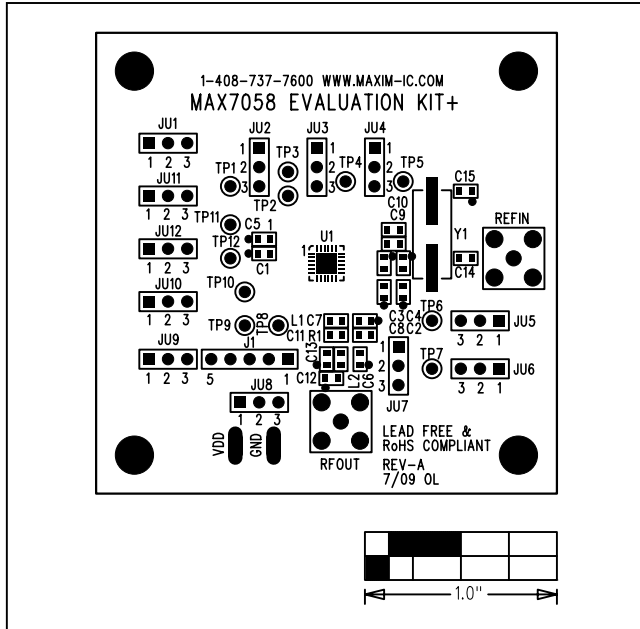 1-408-737-7600 WWW.MAXIM-IC.COM
MAX7058 EVALUATION KIT+
JU1
1 2 3
JU2
1
2
3
JU3
1
2
3
JU4
1
2
3
TP3
TP1
TP2
TP4
TP5
JU11
1 2 3
C15
C10
C9
Y1
REFIN
TP11
C5 1
U1
1
JU12
1 2 3
TP12
C1
C14
TP10
JU10
1 2 3
TP9
TP8
L1 C7
C11 R1
C3 C4
C8 C2
TP6
JU5
3 2 1
JU9
1 2 3
J1
5 1
C13
C12
L2
C6
1
2
3
JU7
TP7
JU6
3 2 1
JU8
1 2 3
VDD
GND
RFOUT
LEAD FREE &
RoHS COMPLIANT
REV-A
7/09 OL
1.0"